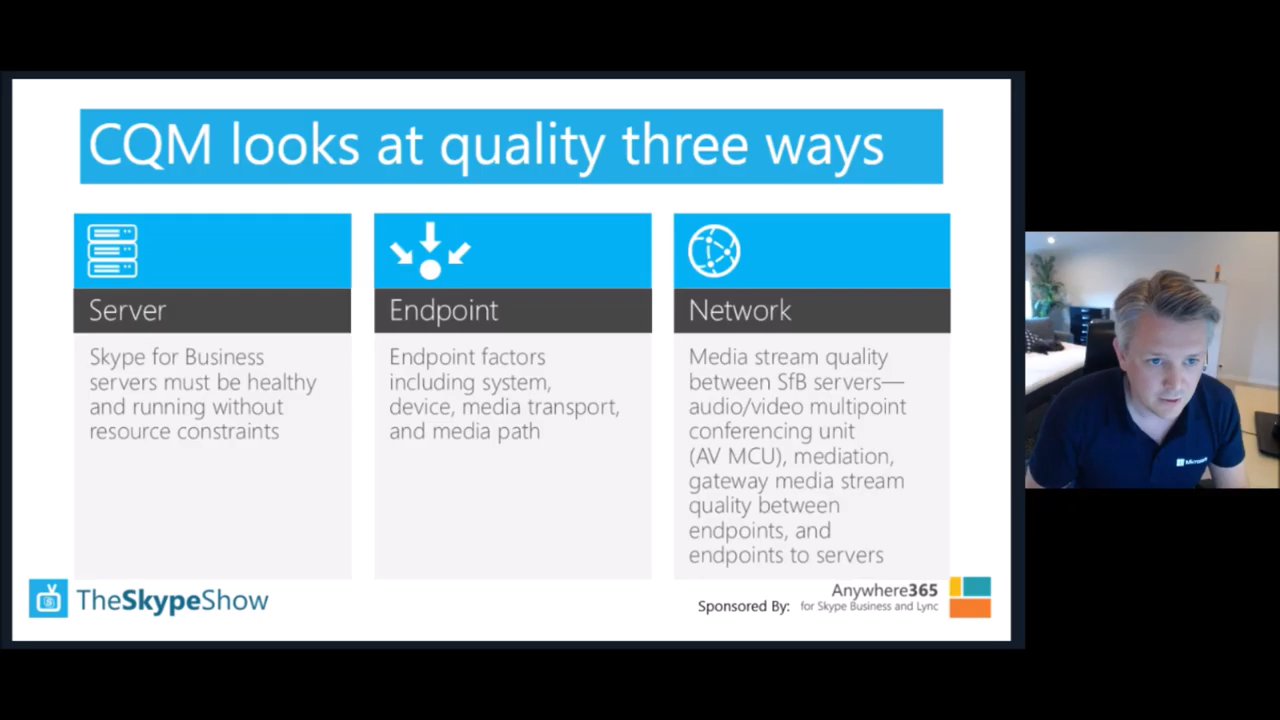 CQM looks at quality three ways
Server
Skype for Business
servers must be healthy
and running without
resource constraints
Endpoint
Endpoint factors
including system,
device, media transport,
and media path
Network
Media stream quality
between SfB servers—
audio/video multipoint
conferencing unit
(AV MCU), mediation,
gateway media stream
quality between
endpoints, and
endpoints to servers
TheSkypeShow
Sponsored By:
Anywhere365
for Skype Business and Lync
Microsoft